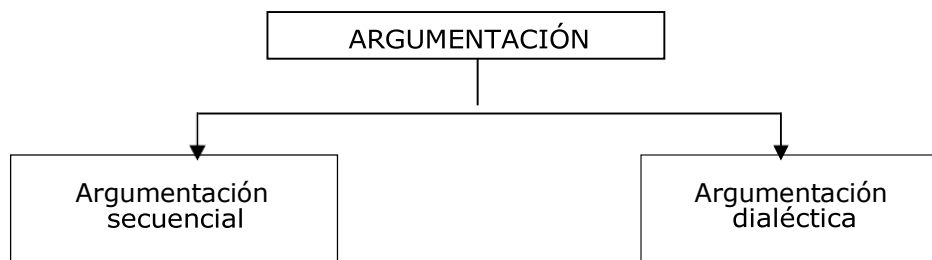 ARGUMENTACIÓN
Argumentación
secuencial
Argumentación
dialéctica